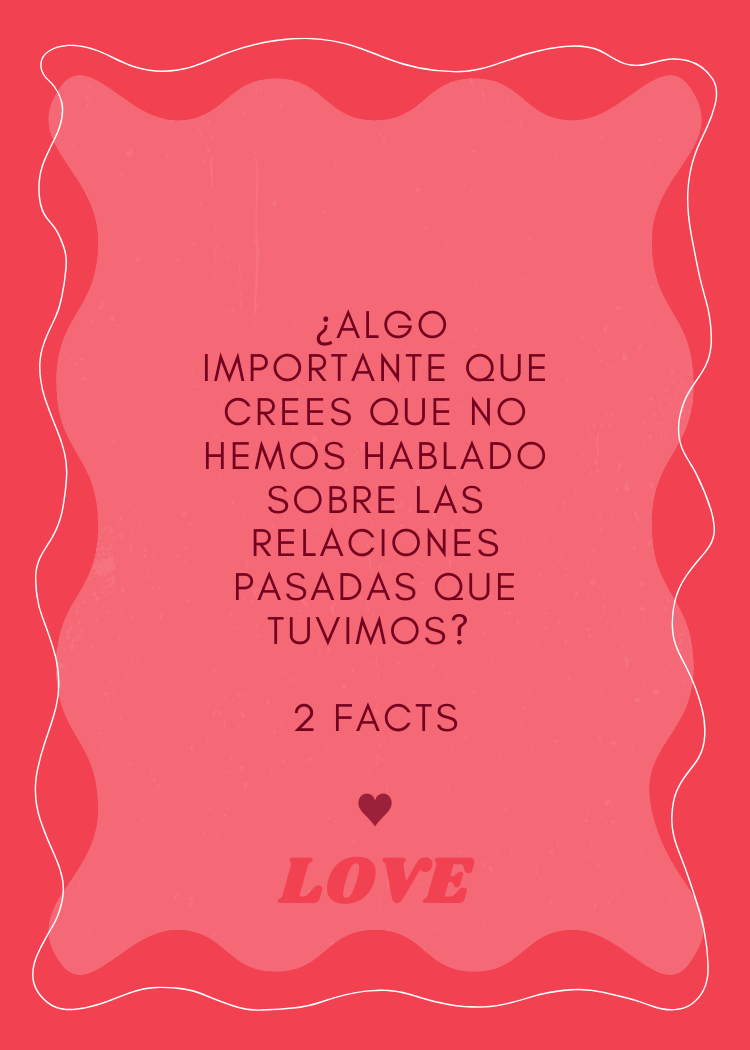 ¿ALGO
IMPORTANTE QUE
CREES QUE NO
HEMOS HABLADO
SOBRE LAS
RELACIONES
PASADAS QUE
TUVIMOS?
2 FACTS
LOVE